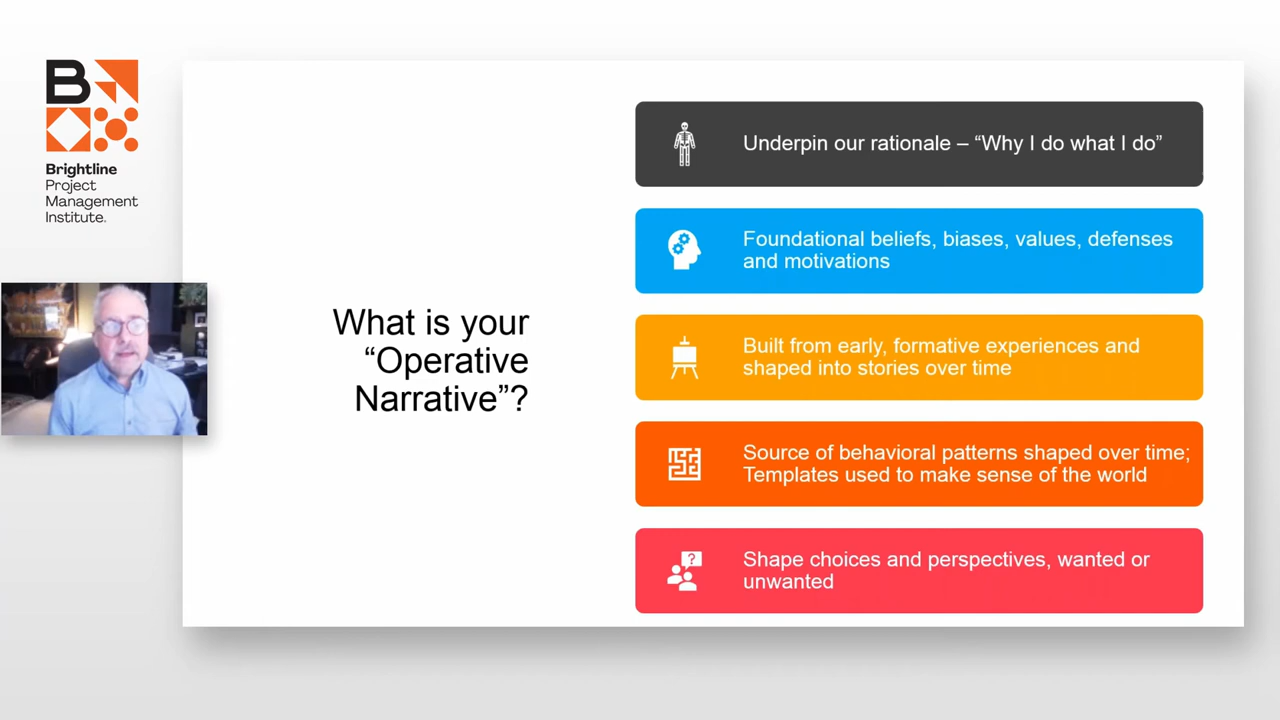 B
Brightline
Project
Management
Institute.
What is your
“Operative
Narrative”?
Underpin our rationale – “Why I do what I do”
Foundational beliefs, biases, values, defenses
and motivations
Built from early, formative experiences and
shaped into stories over time
Source of behavioral patterns shaped over time;
Templates used to make sense of the world
?
Shape choices and perspectives, wanted or
unwanted